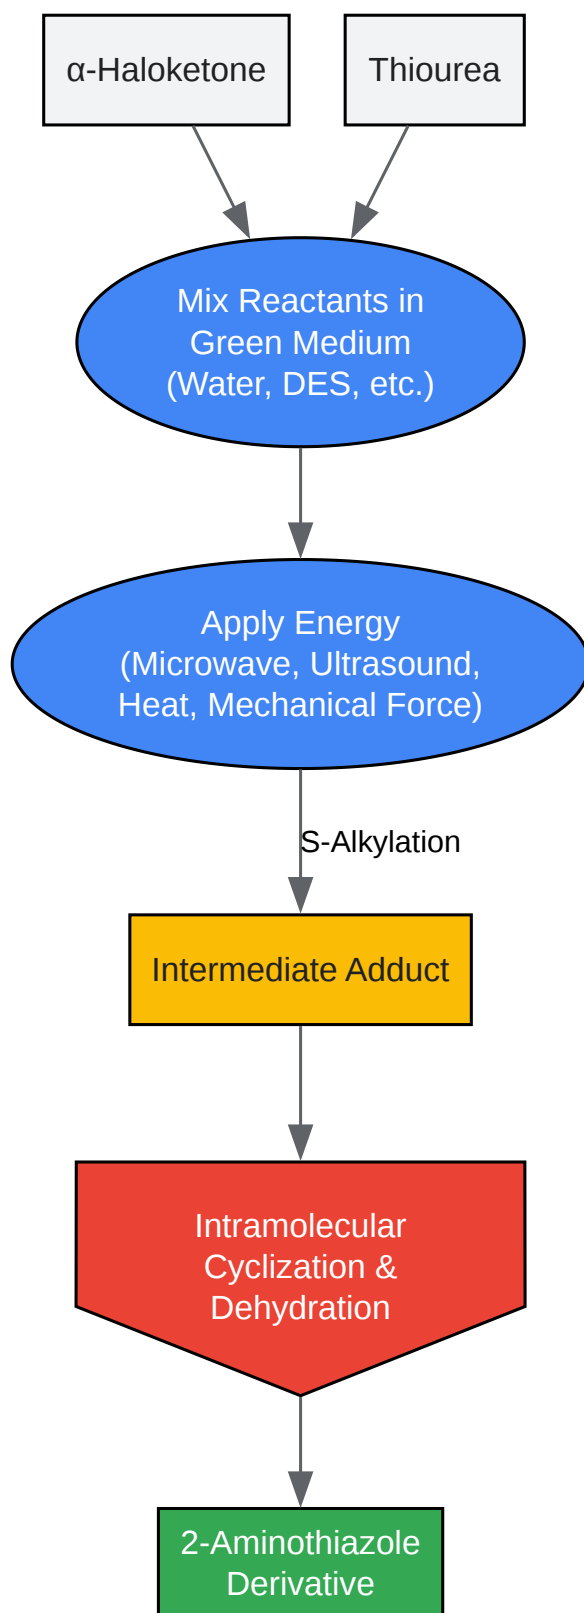 α-Haloketone
Thiourea
Mix Reactants in
Green Medium
(Water, DES, etc.)
Apply Energy
(Microwave, Ultrasound,
Heat, Mechanical Force)
S-Alkylation
Intermediate Adduct
Intramolecular
Cyclization &
Dehydration
2-Aminothiazole
Derivative